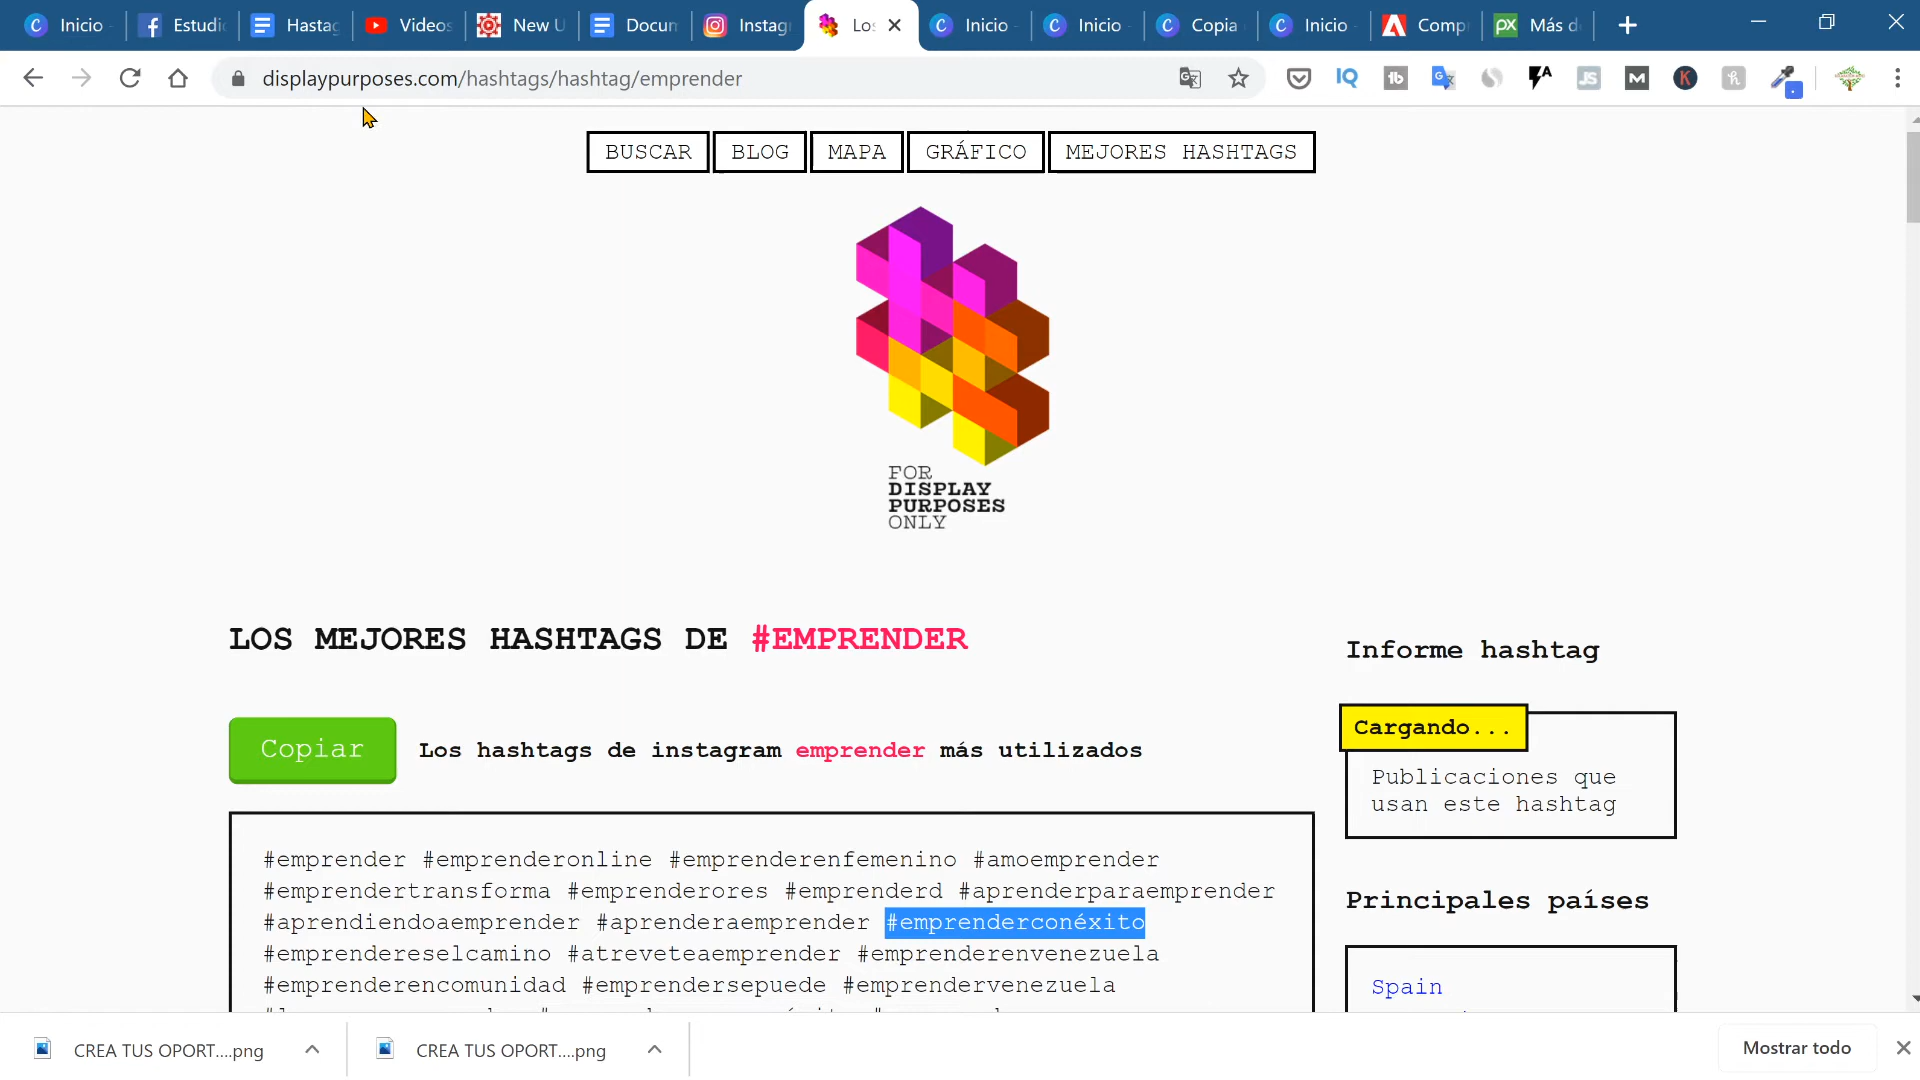 Inicio
Estudi
Hastag
Videos
New U
Docum
Instag
Los
Inicio
Inicio
Copia
Inicio
Compr
Más d
displaypurposes.com/hashtags/hashtag/emprender
BUSCAR
BLOG
MAPA
GRÁFICO
MEJORES HASHTAGS
FOR
DISPLAY
PURPOSES
ONLY
LOS MEJORES HASHTAGS DE #EMPRENDER
Copiar
Los hashtags de instagram emprender más utilizados
#emprender #emprenderonline #emprenderenfemenino #amoemprender
#emprendertransforma #emprenderores #emprenderd #aprenderparaemprender
#aprendiendoaemprender #aprenderaemprender #emprenderconéxito
#emprendereselcamino #atreveteaemprender #emprenderenvenezuela
#emprenderencomunidad #emprendersepuede #emprendervenezuela
Informe hashtag
Cargando...
Publicaciones que
usan este hashtag
Principales países
Spain
CREA TUS OPORT....png
CREA TUS OPORT....png
Mostrar todo